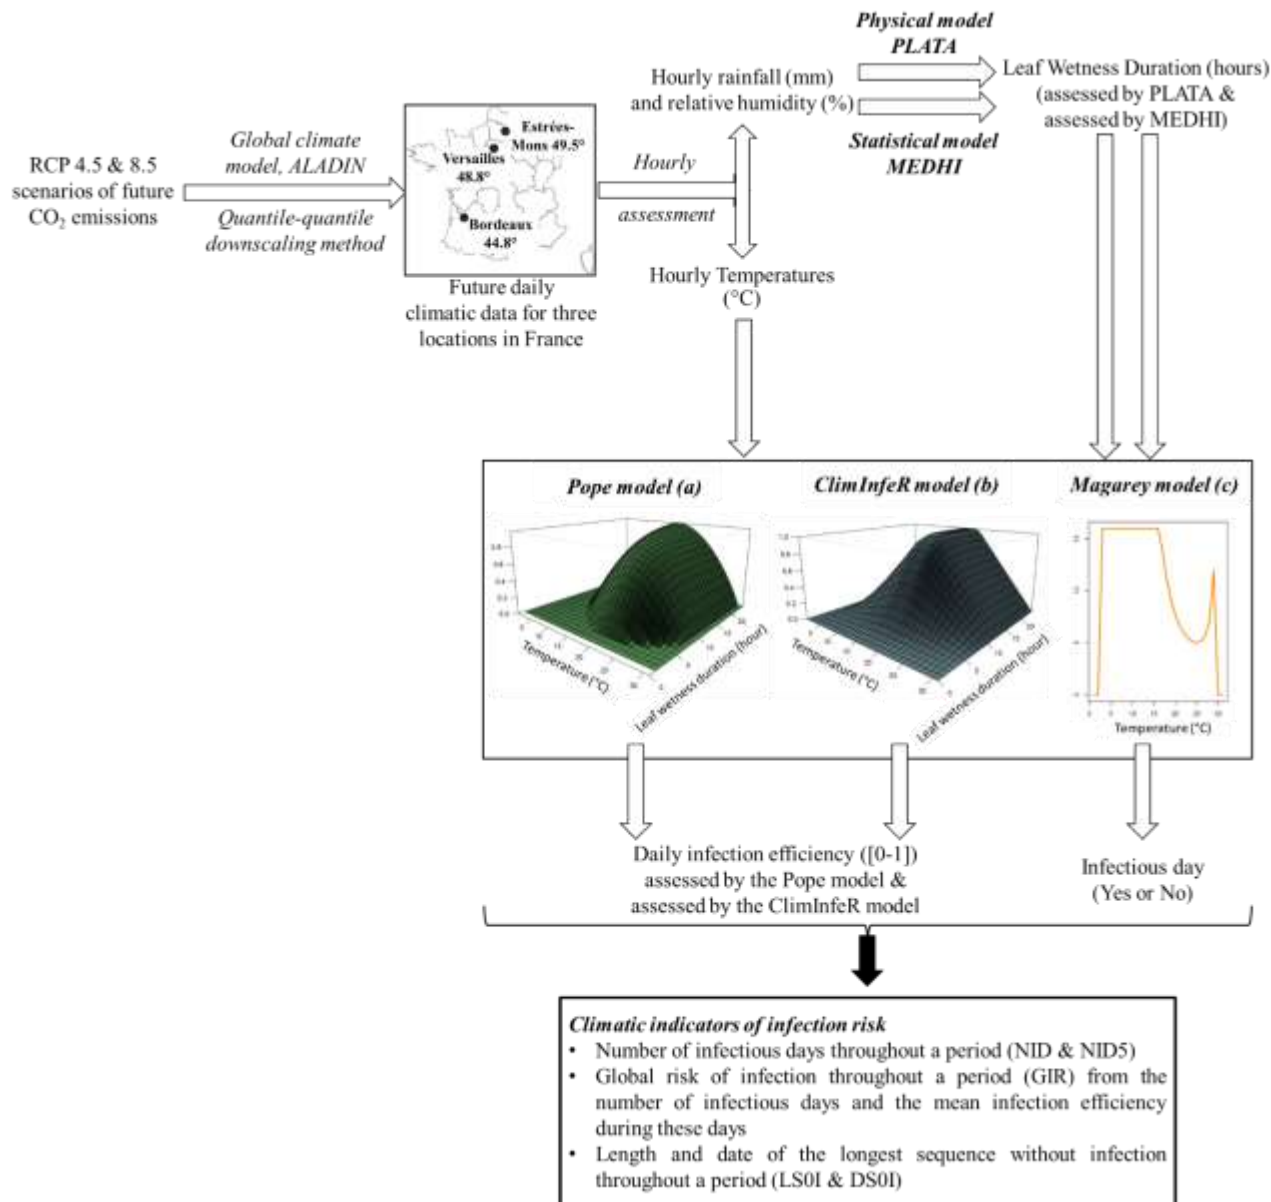 Physical model
PLATA
Hourly rainfall (mm)
and relative humidity (%)
Leaf Wetness Duration (hours)
(assessed by PLATA &
assessed by MEDHI)
Statistical model
MEDHI
RCP 4.5 & 8.5
scenarios of future
CO₂ emissions
Global climate
model, ALADIN
Quantile-quantile
downscaling method
Estrées-
Mons 49.5°
Versailles
48.8°
Bordeaux
44.8°
Future daily
climatic data for three
locations in France
Hourly
assessment
Hourly Temperatures
(°C)
Pope model (a)
Temperature (°C)
Leaf wetness duration (hour)
ClimInfeR model (b)
Temperature (°C)
Leaf wetness duration (hour)
Magarey model (c)
Temperature (°C)
Daily infection efficiency ([0-1])
assessed by the Pope model &
assessed by the ClimInfeR model
Infectious day
(Yes or No)
Climatic indicators of infection risk
• Number of infectious days throughout a period (NID & NID5)
• Global risk of infection throughout a period (GIR) from the
number of infectious days and the mean infection efficiency
during these days
• Length and date of the longest sequence without infection
throughout a period (LS0I & DS0I)